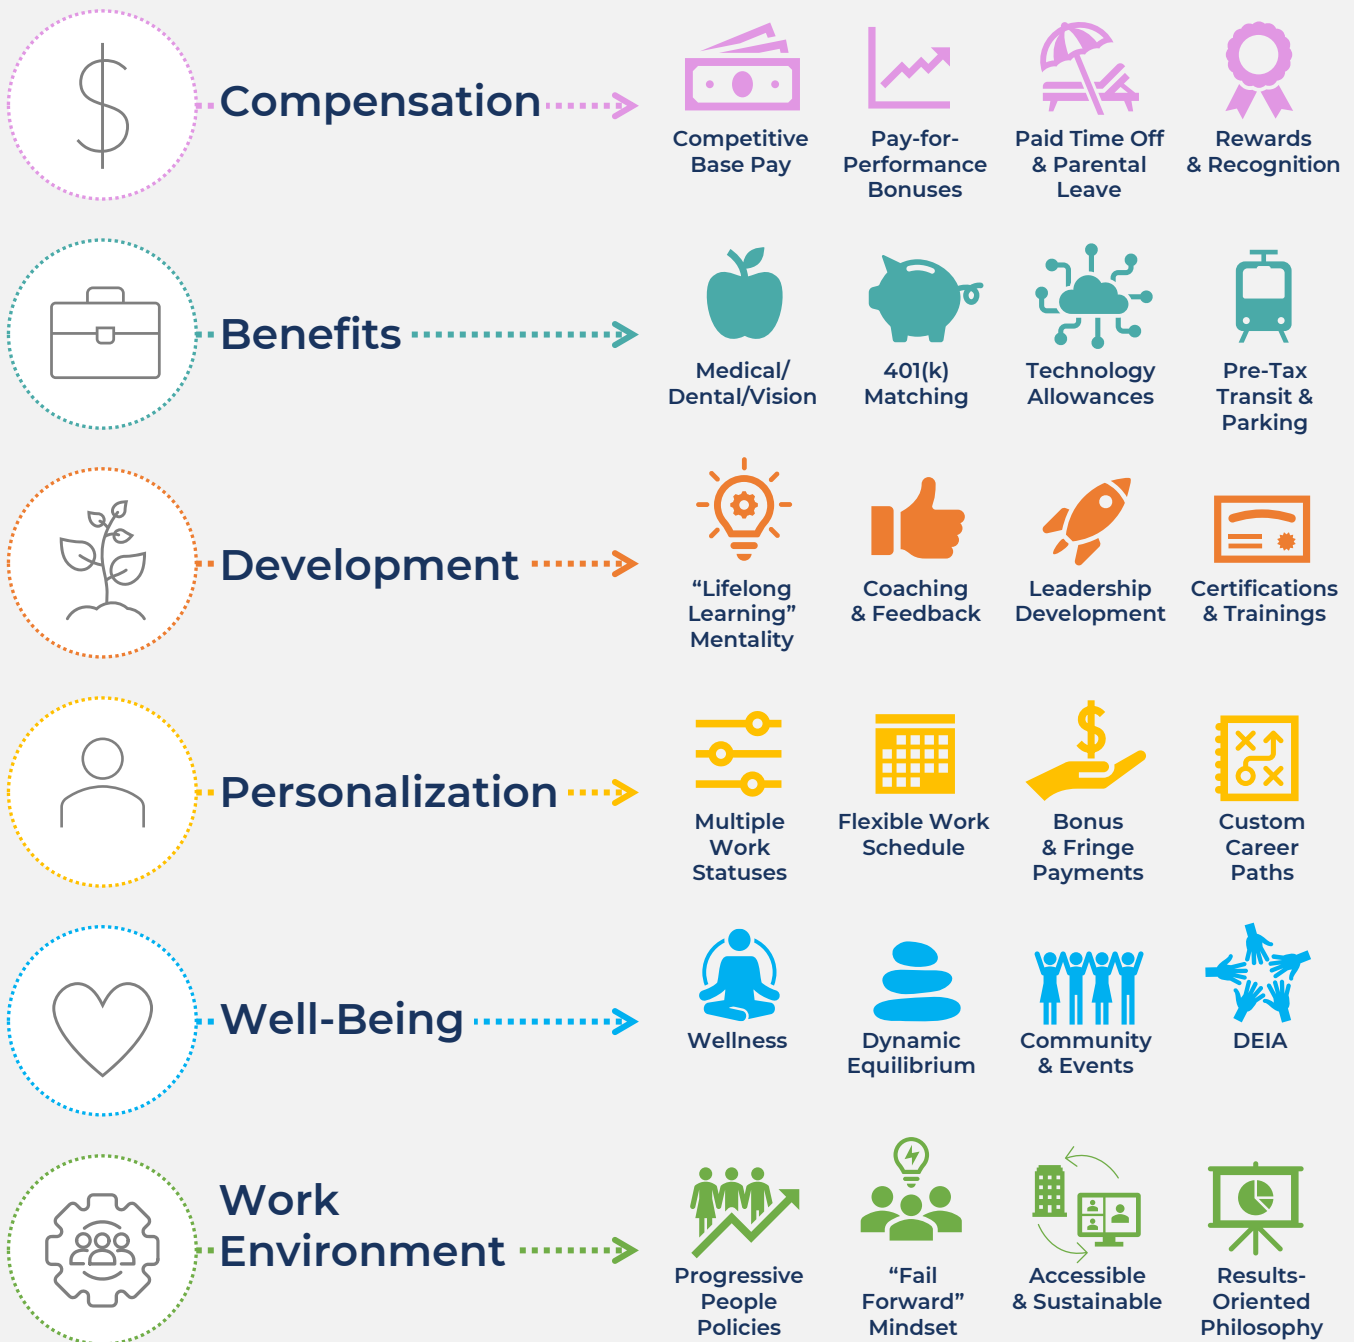 Compensation
Competitive
Base Pay
Pay-for-
Performance
Bonuses
Paid Time Off
& Parental
Leave
Rewards
& Recognition
Benefits
Medical/
Dental/Vision
401(k)
Matching
Technology
Allowances
Pre-Tax
Transit &
Parking
Development
“Lifelong
Learning”
Mentality
Coaching
& Feedback
Leadership
Development
Certifications
& Trainings
Personalization
Multiple
Work
Statuses
Flexible Work
Schedule
Bonus
& Fringe
Payments
Custom
Career
Paths
Well-Being
Wellness
Dynamic
Equilibrium
Community
& Events
DEIA
Work
Environment
Progressive
People
Policies
“Fail
Forward”
Mindset
Accessible
& Sustainable
Results-
Oriented
Philosophy